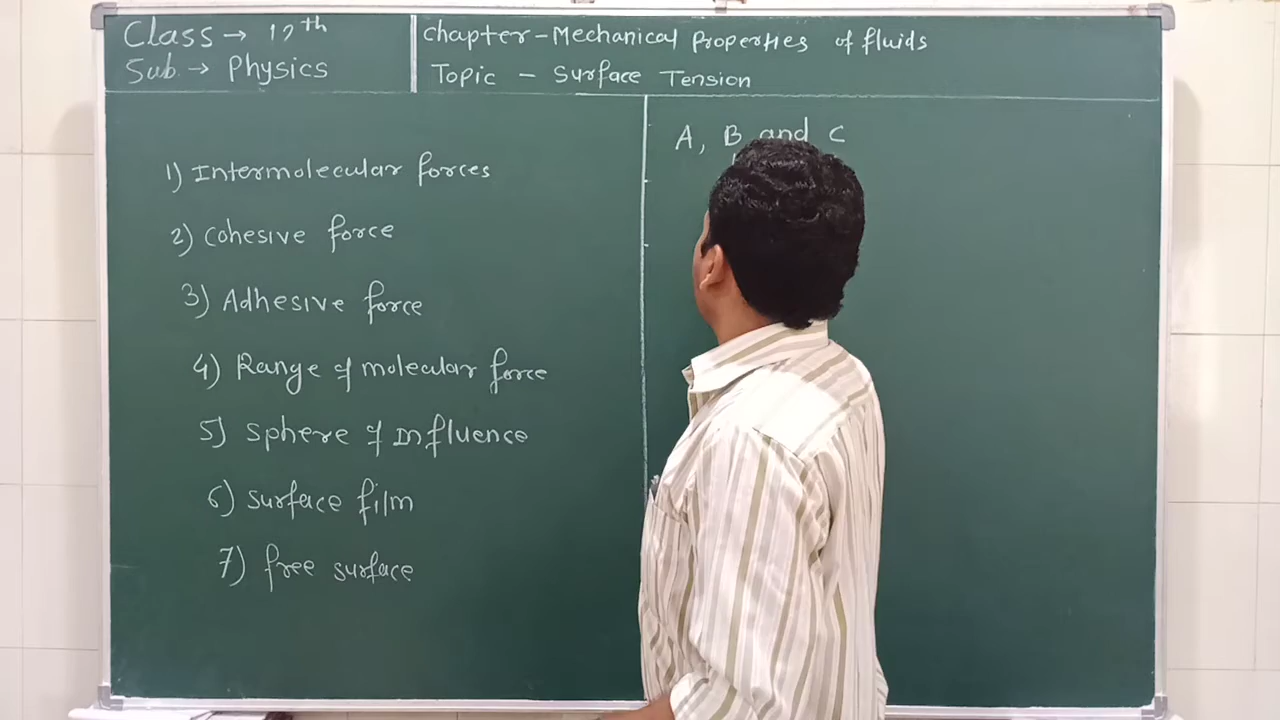 Class → 12th
Sub. → Physics
Chapter - Mechanical Properties of fluids
Topic - Surface Tension
1) Intermolecular forces
2) Cohesive force
3) Adhesive force
4) Range of molecular force
5) Sphere of Influence
6) Surface film
7) free surface
A, B and C